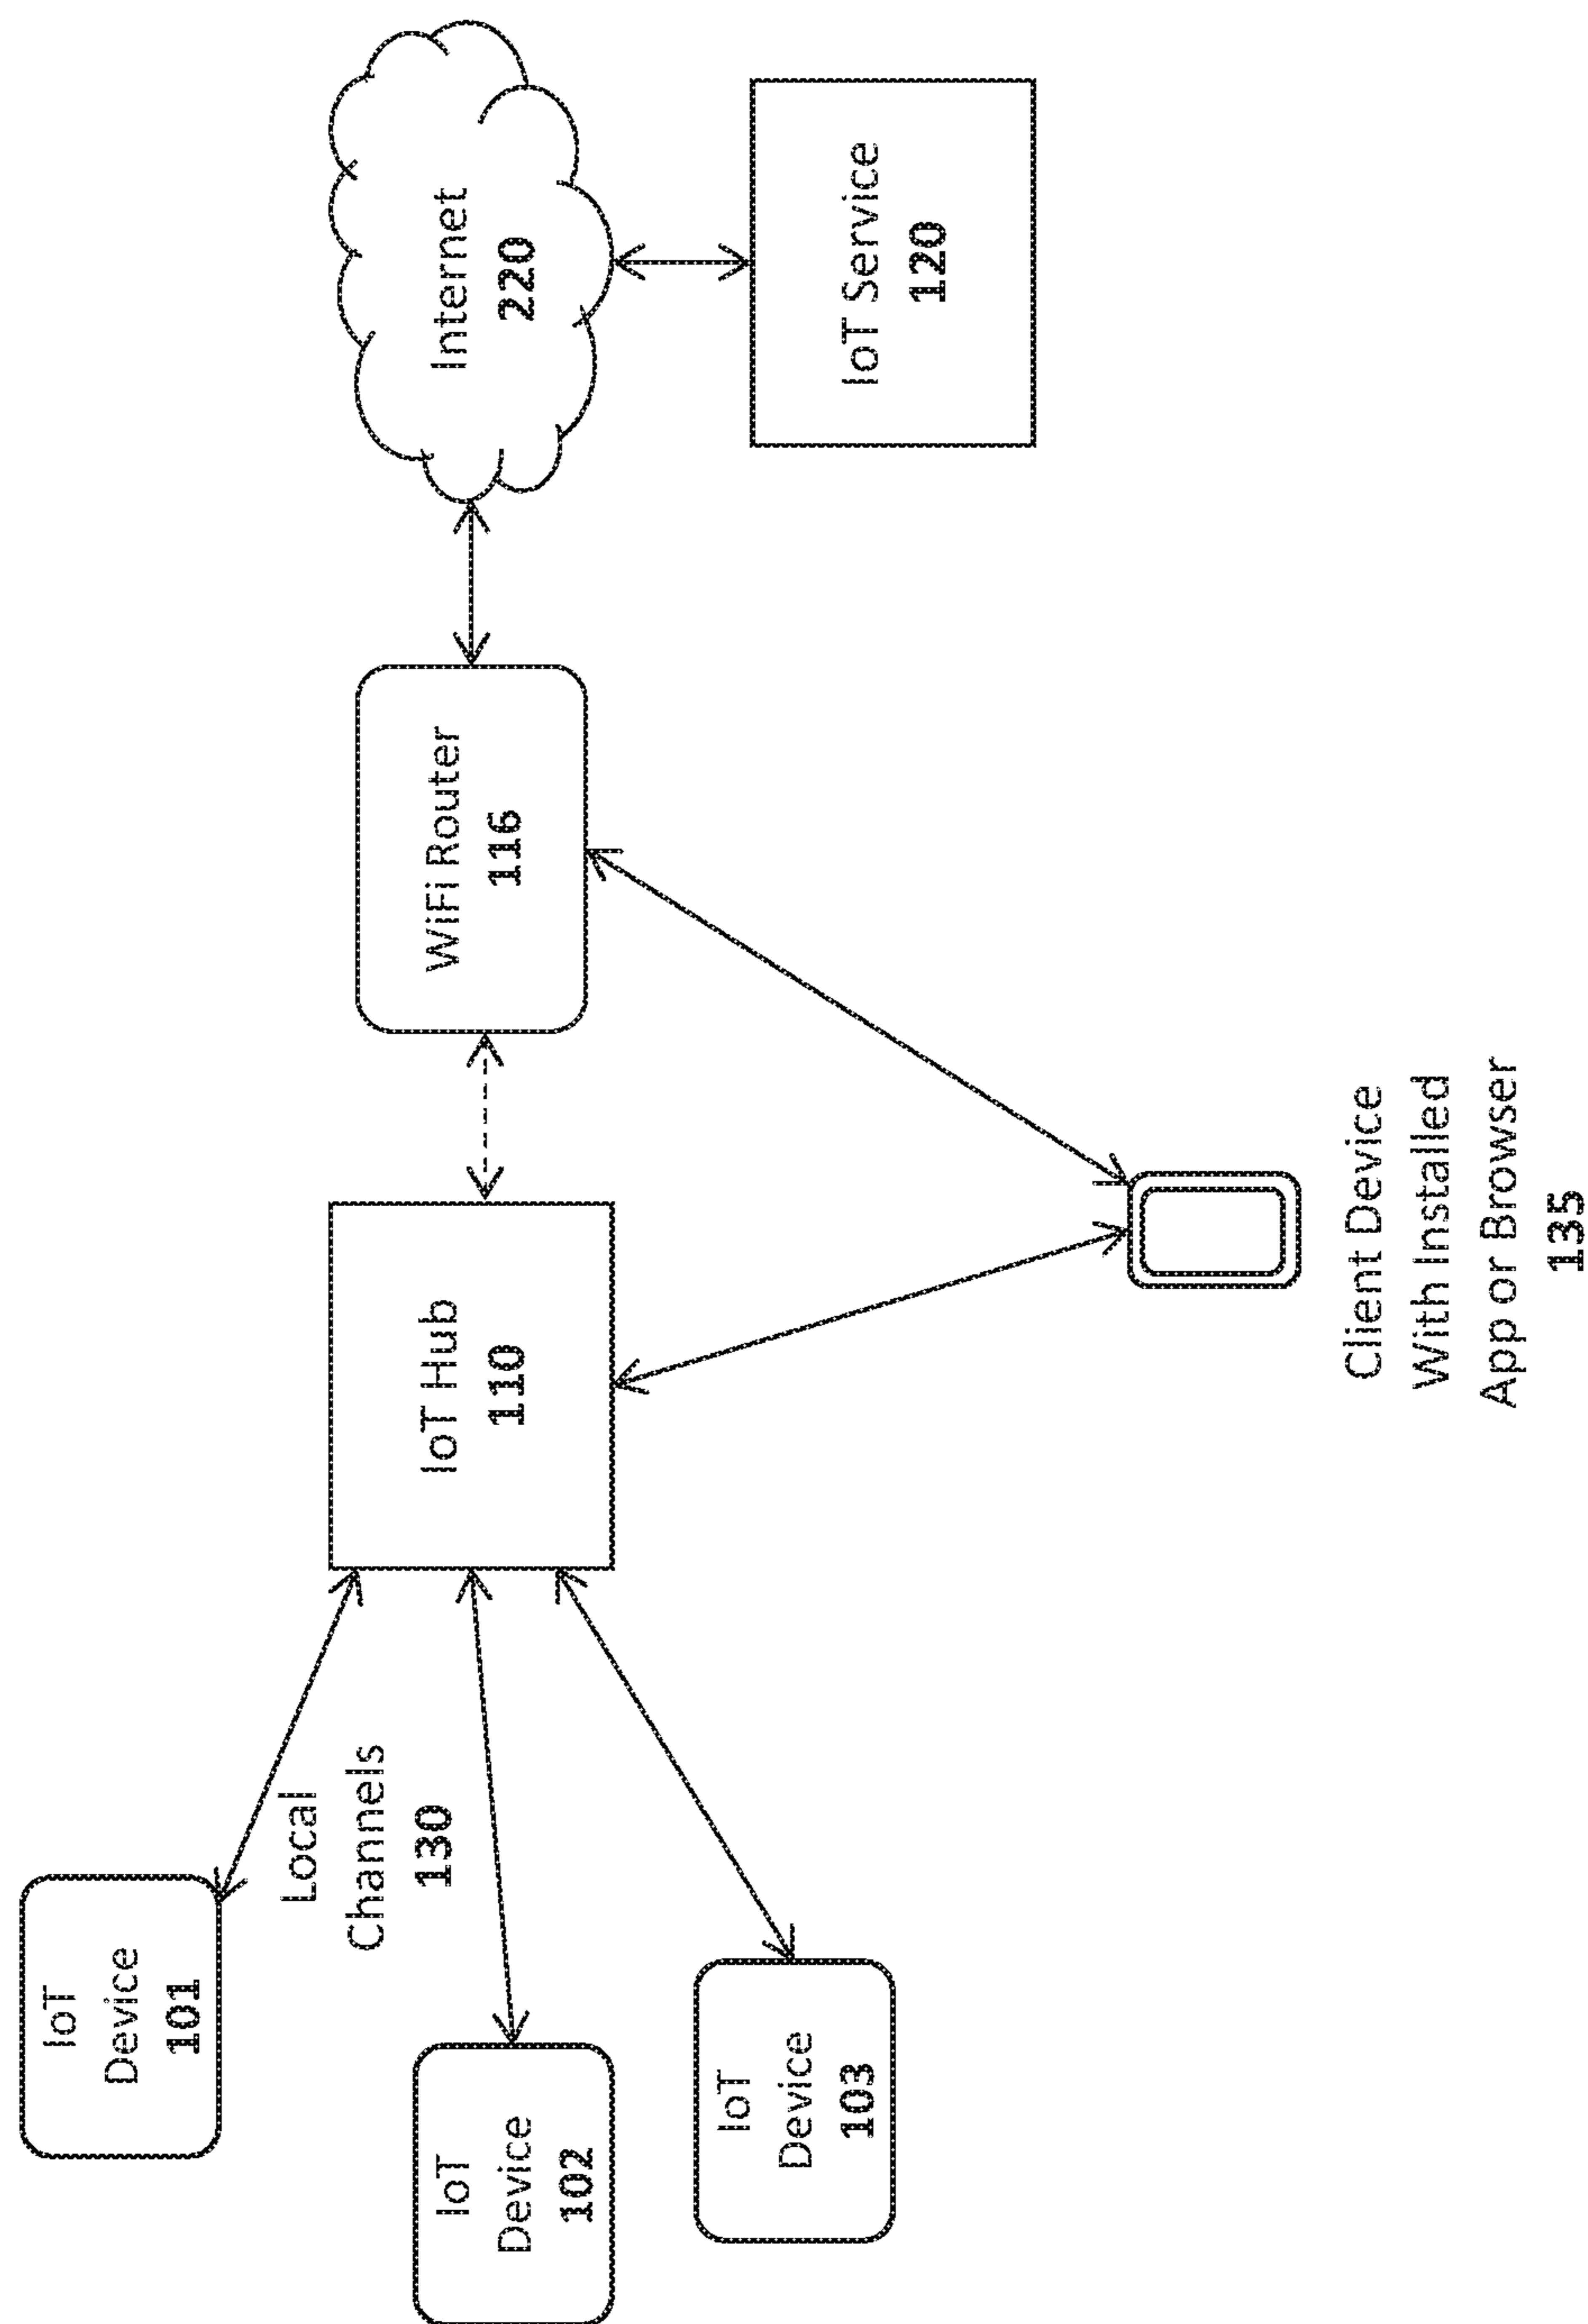 IoT
Device
101
IoT
Device
102
IoT
Device
103
Local
Channels
130
IoT Hub
110
WiFi Router
116
Internet
220
IoT Service
120
Client Device
With Installed
App or Browser
135